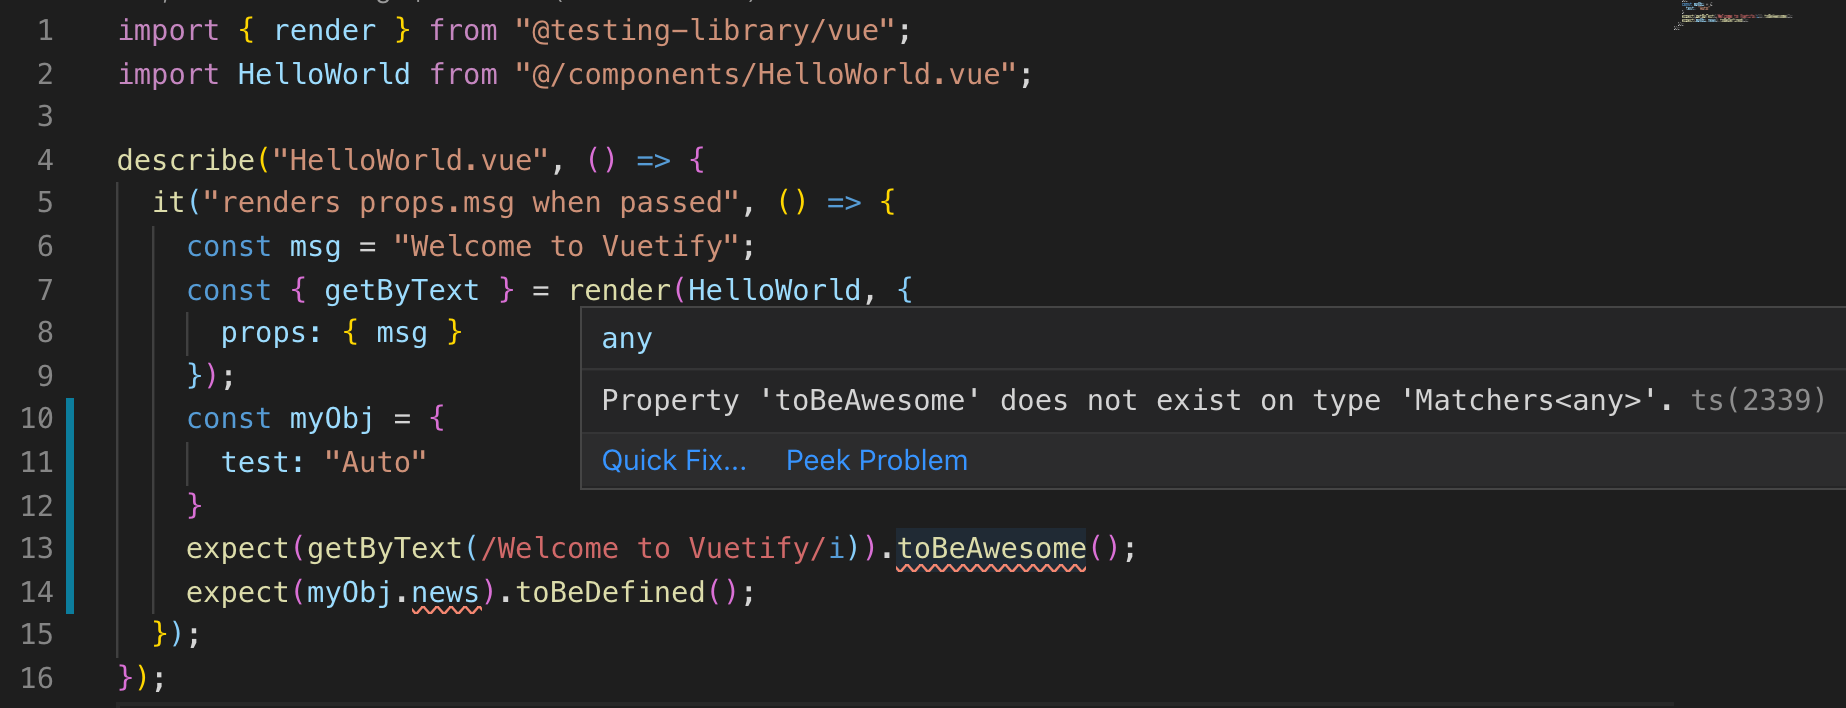 1 import { render } from "@testing-library/vue";
2 import HelloWorld from "@/components/HelloWorld.vue";
3
4 describe("HelloWorld.vue", () => {
5 it("renders props.msg when passed", () => {
6 const msg = "Welcome to Vuetify";
7 const { getByText } = render(HelloWorld, {
8 props: { msg }
any
9 });
Property 'toBeAwesome' does not exist on type 'Matchers<any>'. ts(2339)
10 const myObj = {
11 test: "Auto"
Quick Fix... Peek Problem
12 }
13 expect(getByText(/Welcome to Vuetify/i)).toBeAwesome();
14 expect(myObj.news).toBeDefined();
15 });
16 });